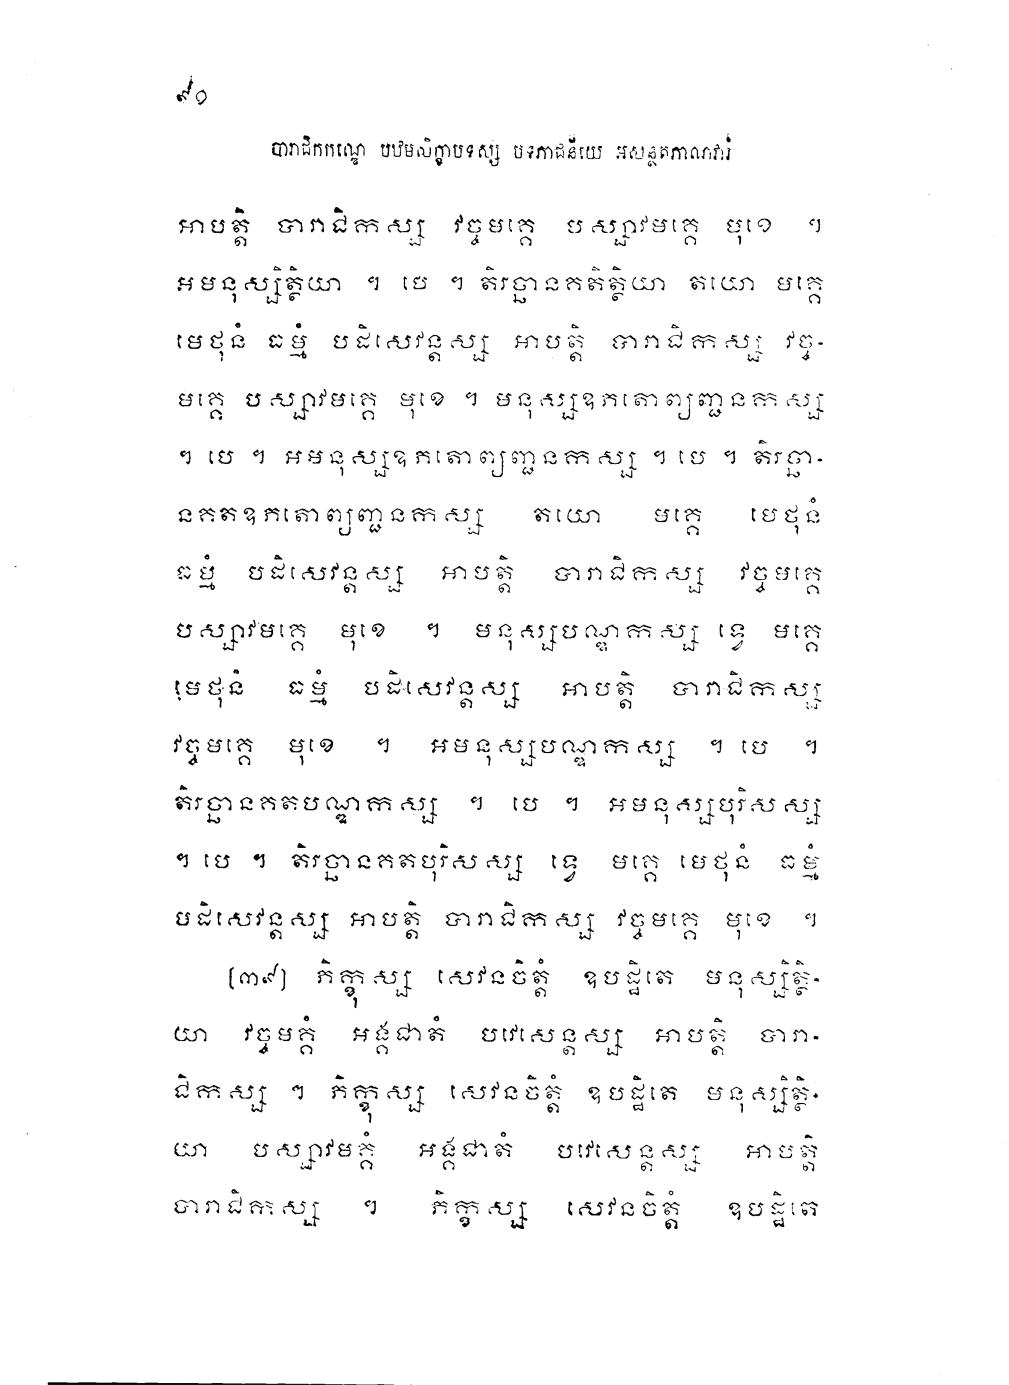 ៩០
បារាជិកកណ្ឌេ បឋមសិក្ខាបទស្ស បទភាជនីយេ អសន្ថតភាណវារំ
អាបត្តិ បារាជិកស្ស វច្ចមគ្គេ បស្សាវមគ្គេ មុខេ ។
អមនុស្សិត្ថិយា ។ បេ ។ តិរច្ឆានគតិត្ថិយា តយោ មគ្គេ
មេថុនំ ធម្មំ បដិសេវន្តស្ស អាបត្តិ បារាជិកស្ស វច្ច-
មគ្គេ បស្សាវមគ្គេ មុខេ ។ មនុស្សឧភតោព្យញ្ជនកស្ស
។ បេ ។ អមនុស្សឧភតោព្យញ្ជនកស្ស ។ បេ ។ តិរច្ឆា-
នគតឧភតោព្យញ្ជនកស្ស តយោ មគ្គេ មេថុនំ
ធម្មំ បដិសេវន្តស្ស អាបត្តិ បារាជិកស្ស វច្ចមគ្គេ
បស្សាវមគ្គេ មុខេ ។ មនុស្សបណ្ឌកស្ស ទ្វេ មគ្គេ
មេថុនំ ធម្មំ បដិសេវន្តស្ស អាបត្តិ បារាជិកស្ស
វច្ចមគ្គេ មុខេ ។ អមនុស្សបណ្ឌកស្ស ។ បេ ។
តិរច្ឆានគតបណ្ឌកស្ស ។ បេ ។ អមនុស្សបុរិសស្ស
។ បេ ។ តិរច្ឆានគតបុរិសស្ស ទ្វេ មគ្គេ មេថុនំ ធម្មំ
បដិសេវន្តស្ស អាបត្តិ បារាជិកស្ស វច្ចមគ្គេ មុខេ ។
[៣៩] ភិក្ខុស្ស សេវនចិត្តំ ឧបដ្ឋិតេ មនុស្សិត្ថិ-
យា វច្ចមគ្គំ អង្គជាតំ បវេសេន្តស្ស អាបត្តិ បារា-
ជិកស្ស ។ ភិក្ខុស្ស សេវនចិត្តំ ឧបដ្ឋិតេ មនុស្សិត្ថិ-
យា បស្សាវមគ្គំ អង្គជាតំ បវេសេន្តស្ស អាបត្តិ
បារាជិកស្ស ។ ភិក្ខុស្ស សេវនចិត្តំ ឧបដ្ឋិតេ